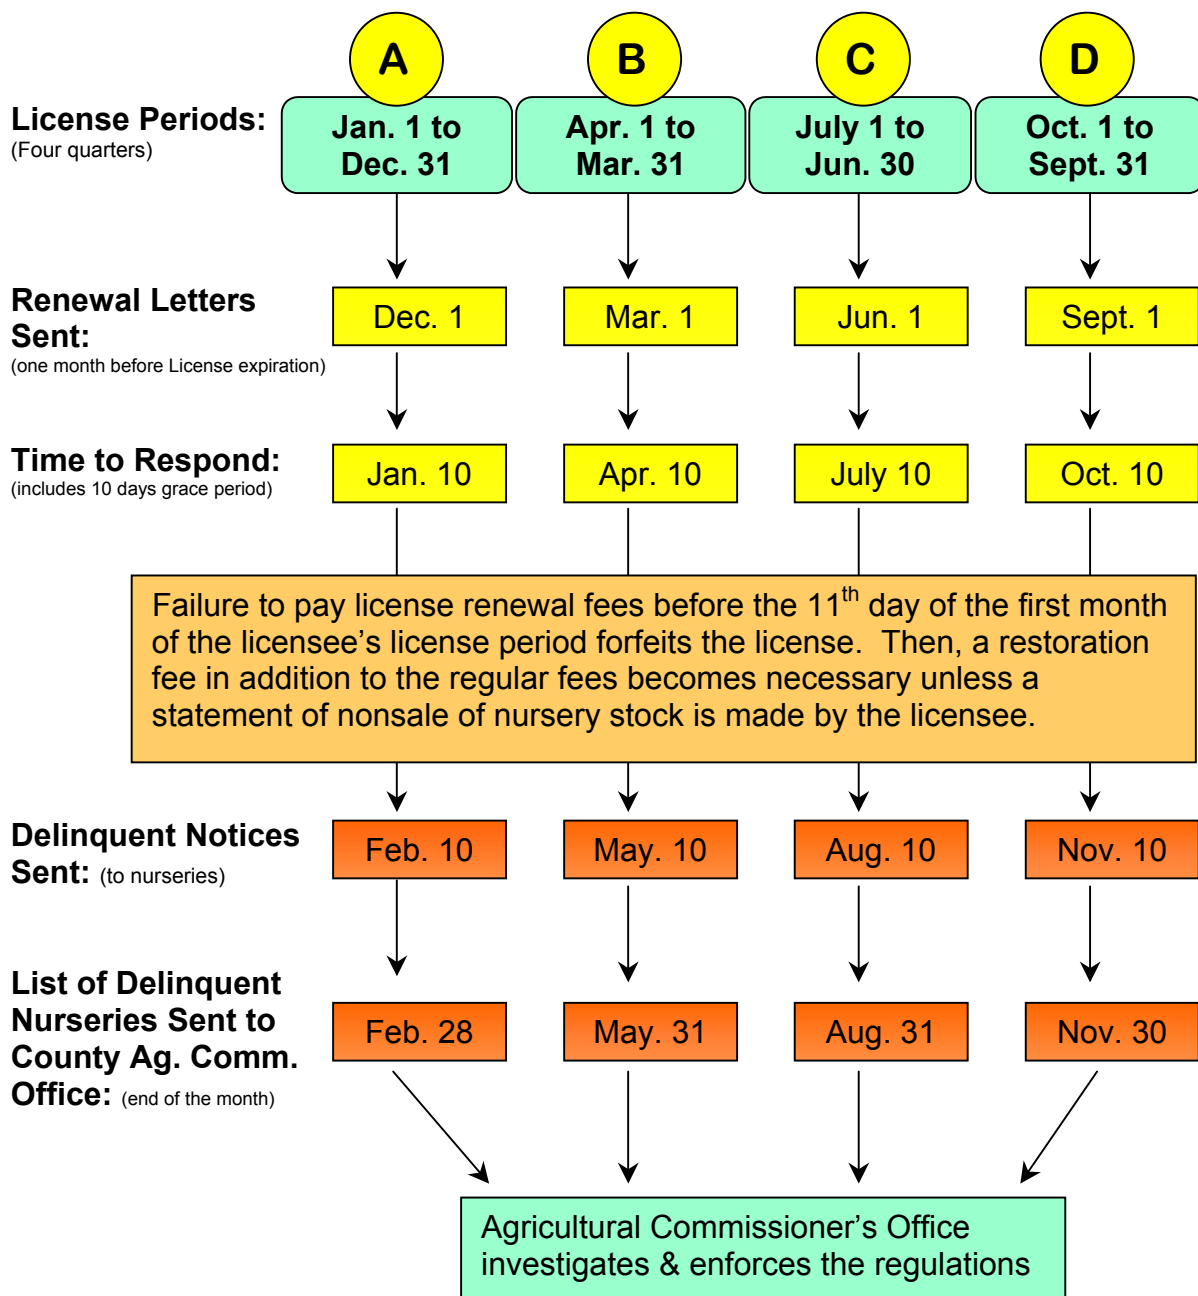 A
B
C
D
License Periods:
(Four quarters)
Jan. 1 to
Dec. 31
Apr. 1 to
Mar. 31
July 1 to
Jun. 30
Oct. 1 to
Sept. 31
Renewal Letters
Sent:
(one month before License expiration)
Dec. 1
Mar. 1
Jun. 1
Sept. 1
Time to Respond:
(includes 10 days grace period)
Jan. 10
Apr. 10
July 10
Oct. 10
Failure to pay license renewal fees before the 11th day of the first month
of the licensee's license period forfeits the license.  Then, a restoration
fee in addition to the regular fees becomes necessary unless a
statement of nonsale of nursery stock is made by the licensee.
Delinquent Notices
Sent: (to nurseries)
Feb. 10
May. 10
Aug. 10
Nov. 10
List of Delinquent
Nurseries Sent to
County Ag. Comm.
Office: (end of the month)
Feb. 28
May. 31
Aug. 31
Nov. 30
Agricultural Commissioner's Office
investigates & enforces the regulations